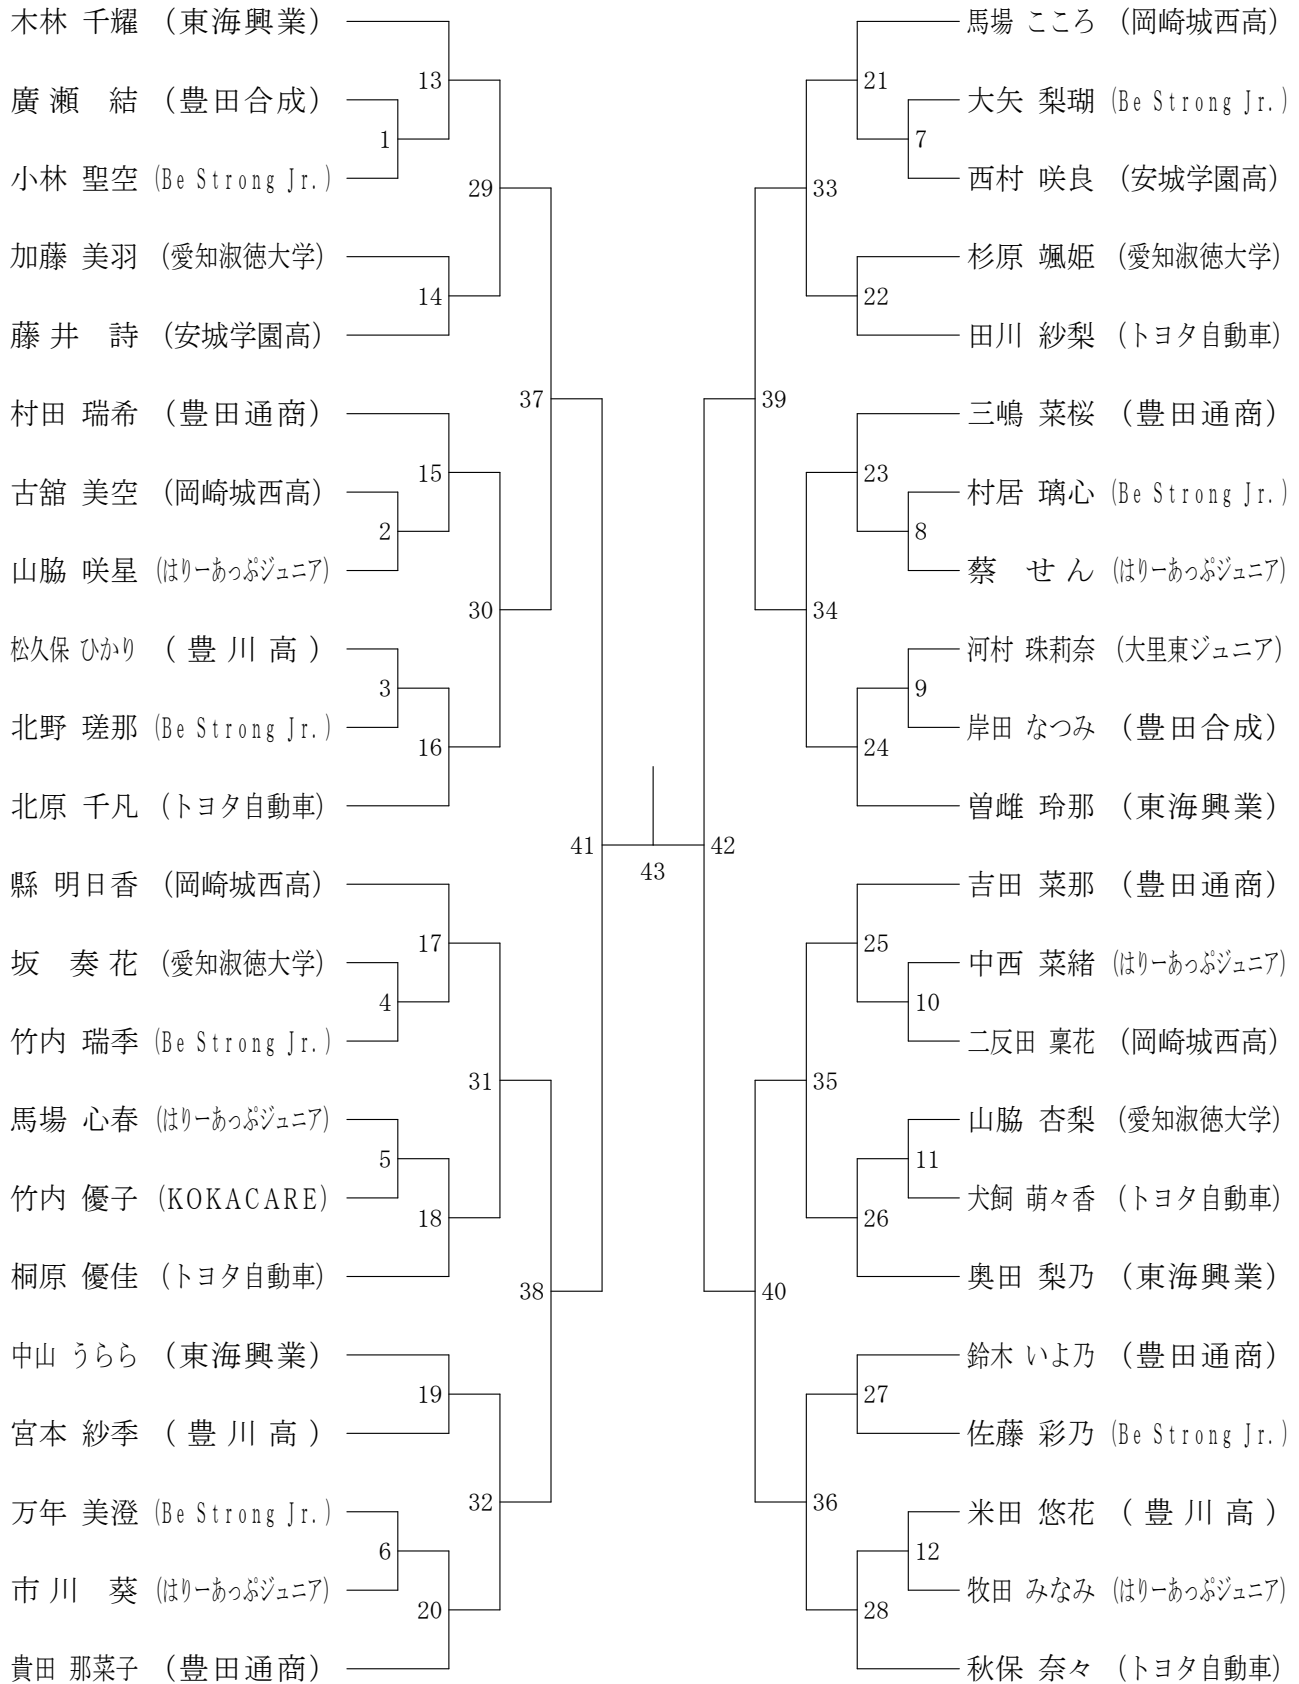 木林 千耀 (東海興業)
13
廣瀬 結 (豊田合成)
1
小林 聖空 (Be Strong Jr.)
29
加藤 美羽 (愛知淑徳大学)
14
藤井 詩 (安城学園高)
37
村田 瑞希 (豊田通商)
15
古舘 美空 (岡崎城西高)
2
山脇 咲星 (はりーあっぷジュニア)
30
松久保 ひかり (豊川高)
3
北野 瑳那 (Be Strong Jr.)
16
北原 千凡 (トヨタ自動車)
41
縣 明日香 (岡崎城西高)
17
坂 奏花 (愛知淑徳大学)
4
竹内 瑞季 (Be Strong Jr.)
31
馬場 心春 (はりーあっぷジュニア)
5
竹内 優子 (KOKACARE)
18
桐原 優佳 (トヨタ自動車)
38
中山 うらら (東海興業)
19
宮本 紗季 (豊川高)
32
万年 美澄 (Be Strong Jr.)
6
市川 葵 (はりーあっぷジュニア)
20
貴田 那菜子 (豊田通商)
43
馬場 こころ (岡崎城西高)
21
大矢 梨瑚 (Be Strong Jr.)
7
西村 咲良 (安城学園高)
33
杉原 颯姫 (愛知淑徳大学)
22
田川 紗梨 (トヨタ自動車)
39
三嶋 菜桜 (豊田通商)
23
村居 璃心 (Be Strong Jr.)
8
蔡 せん (はりーあっぷジュニア)
34
河村 珠莉奈 (大里東ジュニア)
9
岸田 なつみ (豊田合成)
24
曽雌 玲那 (東海興業)
42
吉田 菜那 (豊田通商)
25
中西 菜緒 (はりーあっぷジュニア)
10
二反田 稟花 (岡崎城西高)
35
山脇 杏梨 (愛知淑徳大学)
11
犬飼 萌々香 (トヨタ自動車)
26
奥田 梨乃 (東海興業)
40
鈴木 いよ乃 (豊田通商)
27
佐藤 彩乃 (Be Strong Jr.)
36
米田 悠花 (豊川高)
12
牧田 みなみ (はりーあっぷジュニア)
28
秋保 奈々 (トヨタ自動車)